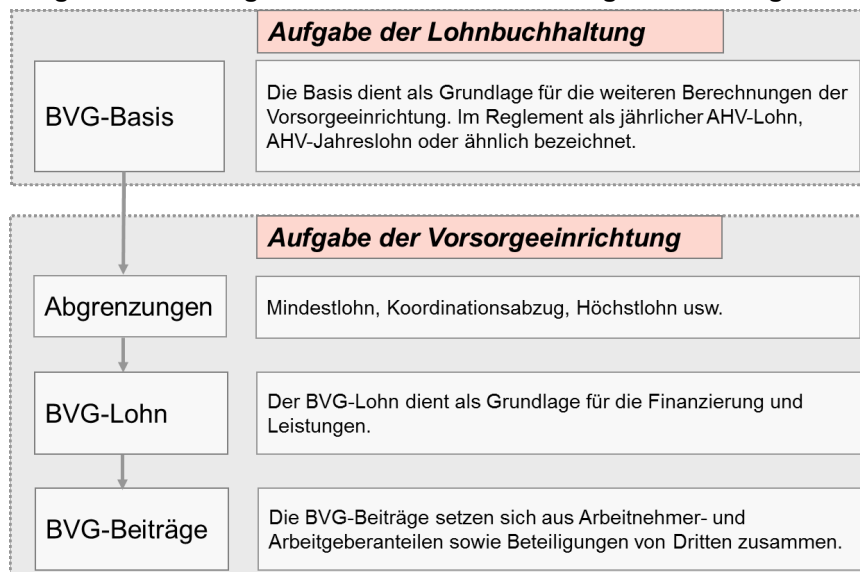 Aufgabe der Lohnbuchhaltung
BVG-Basis
Die Basis dient als Grundlage für die weiteren Berechnungen der
Vorsorgeeinrichtung. Im Reglement als jährlicher AHV-Lohn,
AHV-Jahreslohn oder ähnlich bezeichnet.
Aufgabe der Vorsorgeeinrichtung
Abgrenzungen
Mindestlohn, Koordinationsabzug, Höchstlohn usw.
BVG-Lohn
Der BVG-Lohn dient als Grundlage für die Finanzierung und
Leistungen.
BVG-Beiträge
Die BVG-Beiträge setzen sich aus Arbeitnehmer- und
Arbeitgeberanteilen sowie Beteiligungen von Dritten zusammen.